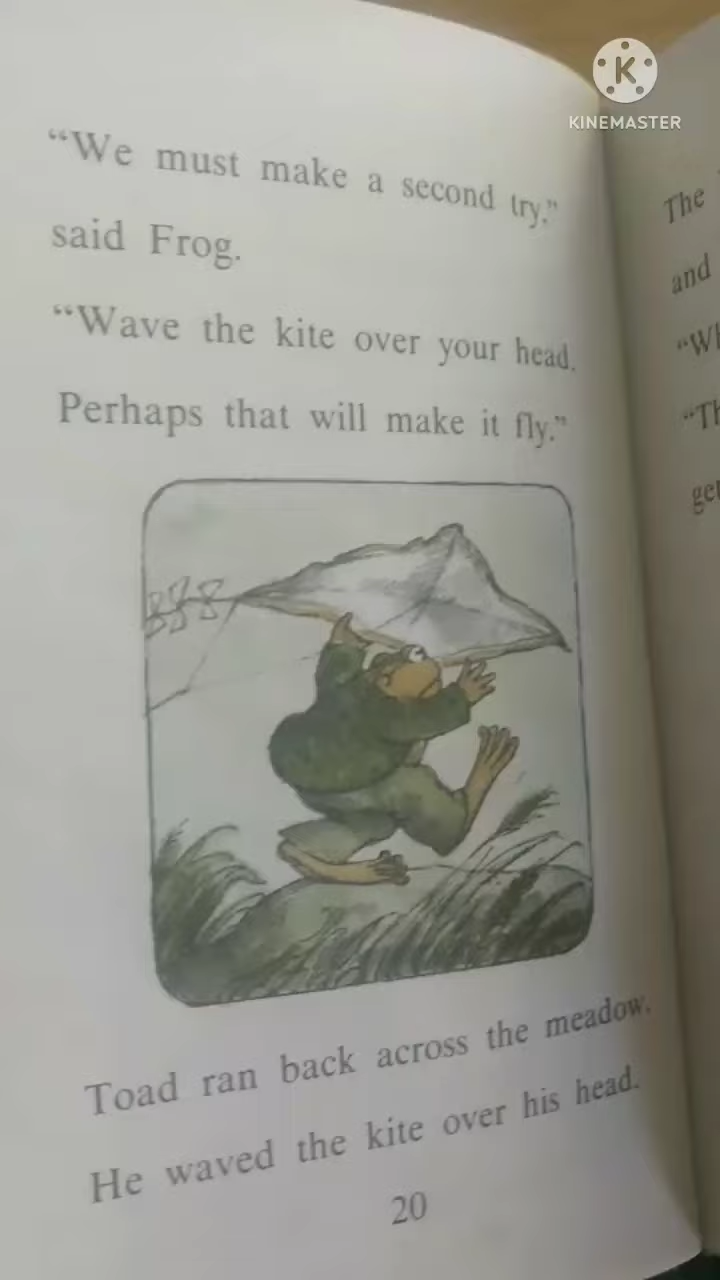 K
KINEMASTER
“We must make a second try,”
said Frog.
“Wave the kite over your head.
Perhaps that will make it fly.”
Toad ran back across the meadow.
He waved the kite over his head.
20
The
and